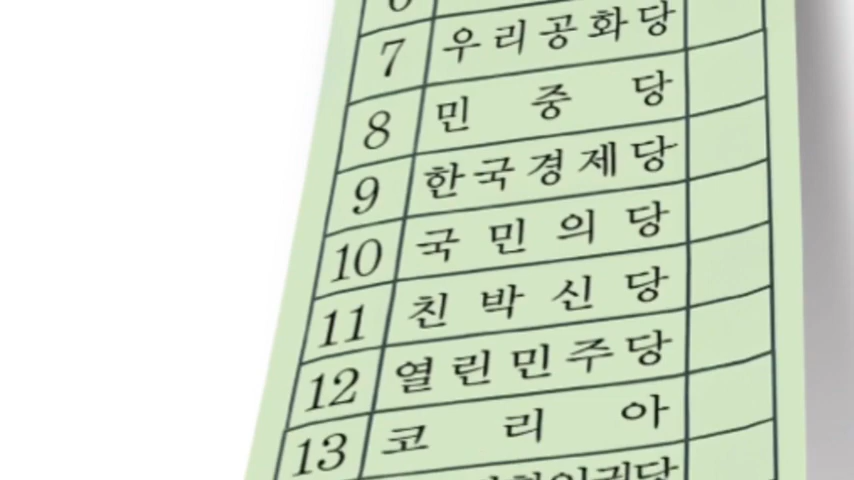 7 우리공화당
8 민중당
9 한국경제당
10 국민의당
11 친박신당
12 열린민주당
13 코리아